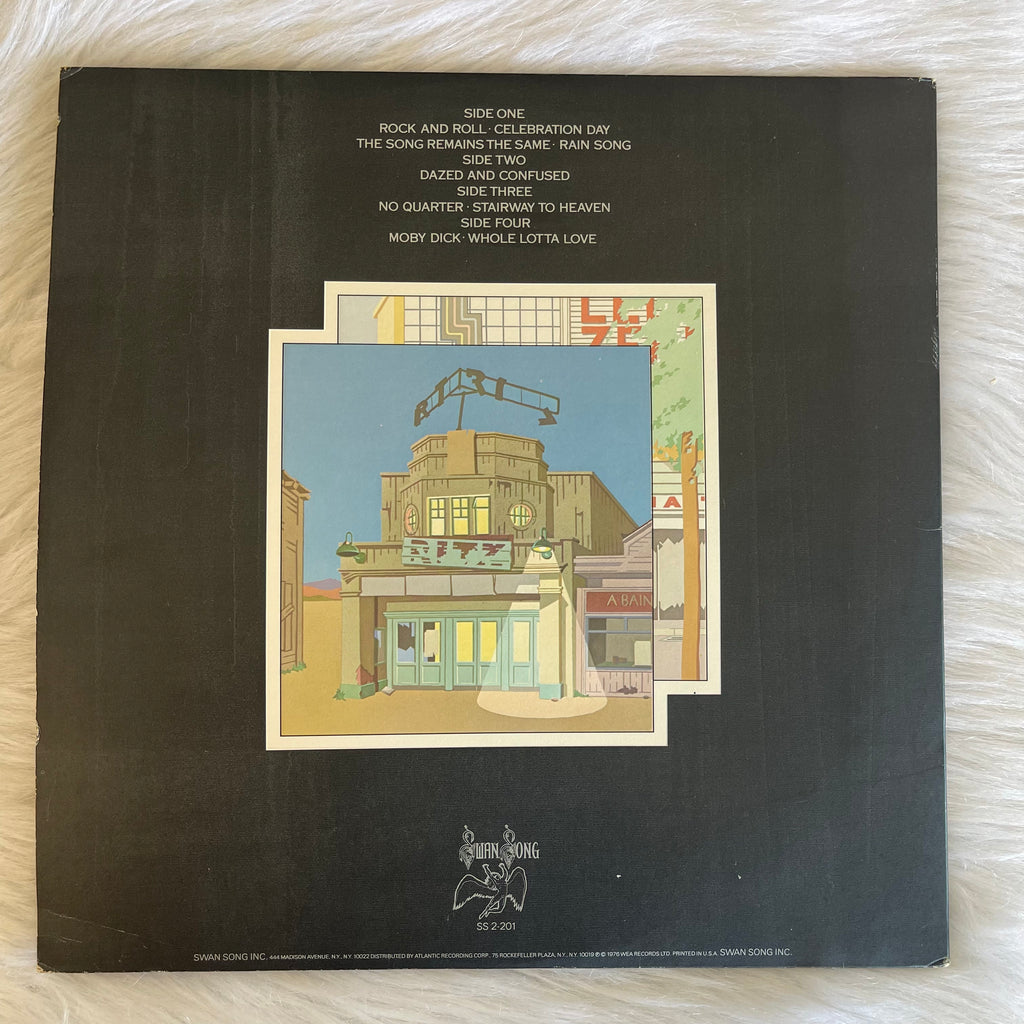 SIDE ONE
ROCK AND ROLL · CELEBRATION DAY
THE SONG REMAINS THE SAME · RAIN SONG
SIDE TWO
DAZED AND CONFUSED
SIDE THREE
NO QUARTER · STAIRWAY TO HEAVEN
SIDE FOUR
MOBY DICK · WHOLE LOTTA LOVE
RITZ
A BAIN
SWAN SONG
SS 2-201
SWAN SONG INC. 444 MADISON AVENUE, N.Y., N.Y. 10022 DISTRIBUTED BY ATLANTIC RECORDING CORP., 75 ROCKEFELLER PLAZA, N.Y., N.Y. 10019 ℗ © 1976 WEA RECORDS LTD. PRINTED IN U.S.A. SWAN SONG INC.